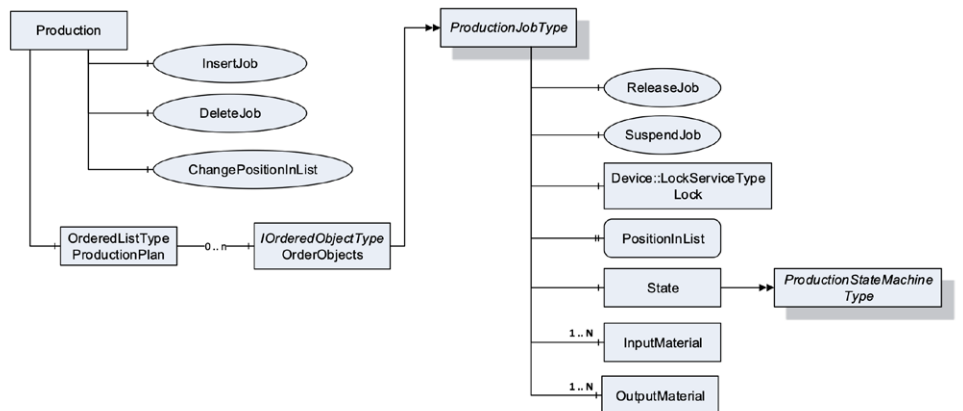 Production
InsertJob
DeleteJob
ChangePositionInList
OrderedListType
ProductionPlan
0..n
IOrderedObjectType
OrderObjects
ProductionJobType
ReleaseJob
SuspendJob
Device::LockServiceType
Lock
PositionInList
State
ProductionStateMachine
Type
1..N
InputMaterial
1..N
OutputMaterial